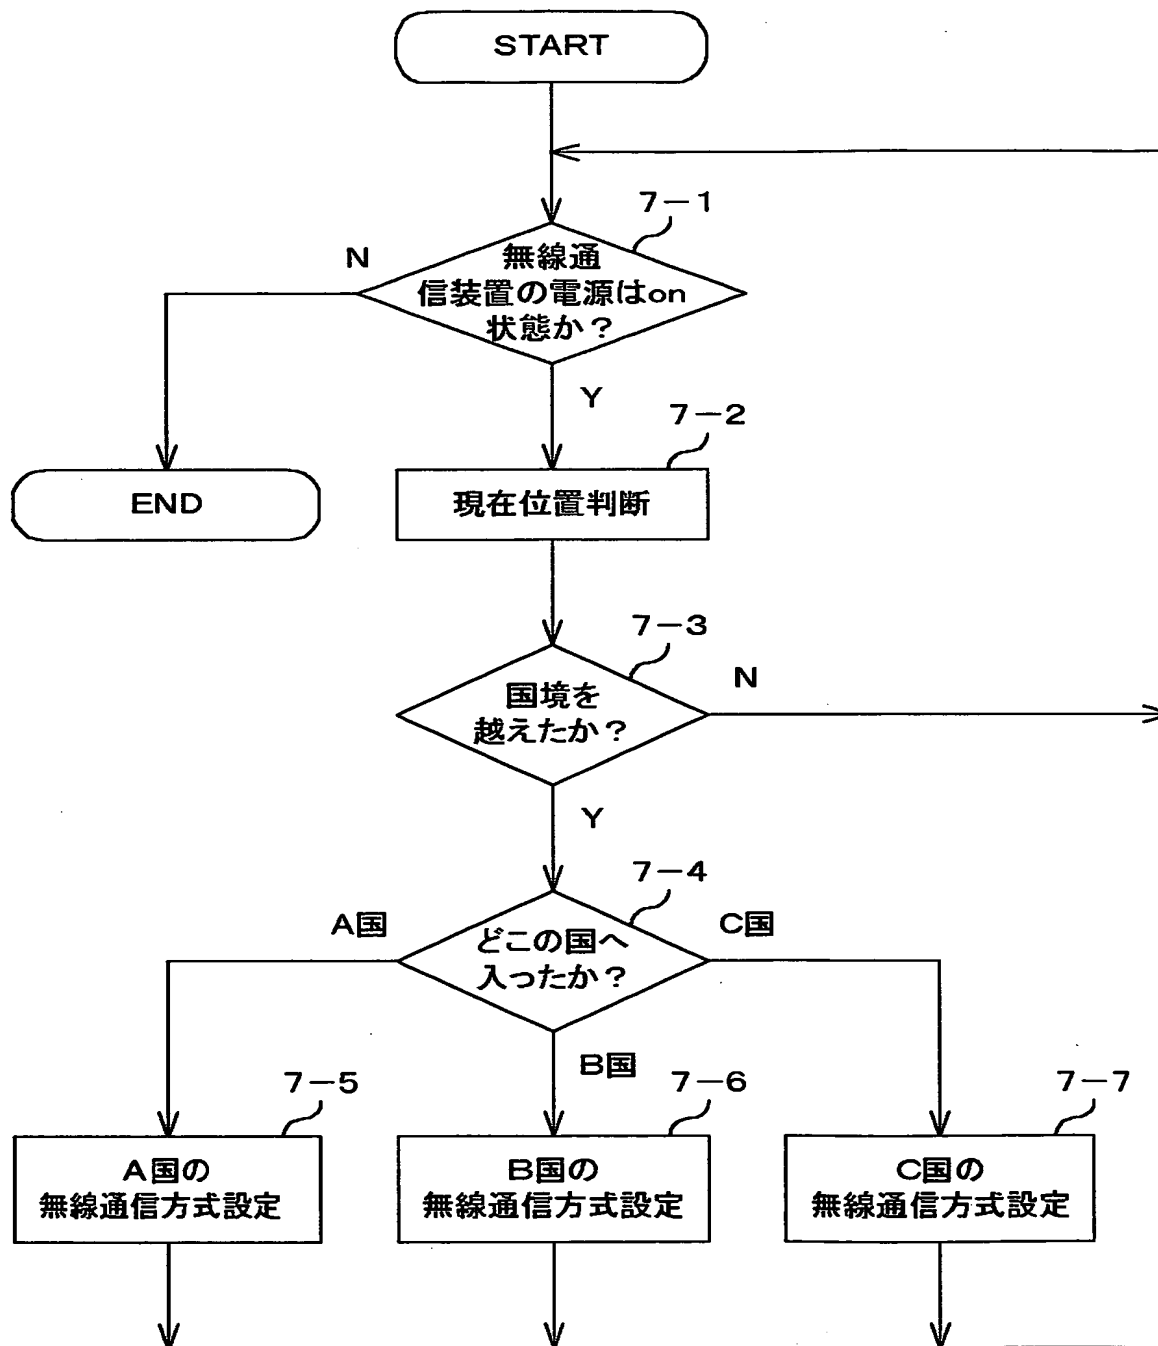 START
7-1
N
無線通
信装置の電源はon
状態か？
Y
7-2
END
現在位置判断
7-3
N
国境を
越えたか？
Y
7-4
A国
C国
どこの国へ
入ったか？
B国
7-5
7-6
7-7
A国の
無線通信方式設定
B国の
無線通信方式設定
C国の
無線通信方式設定